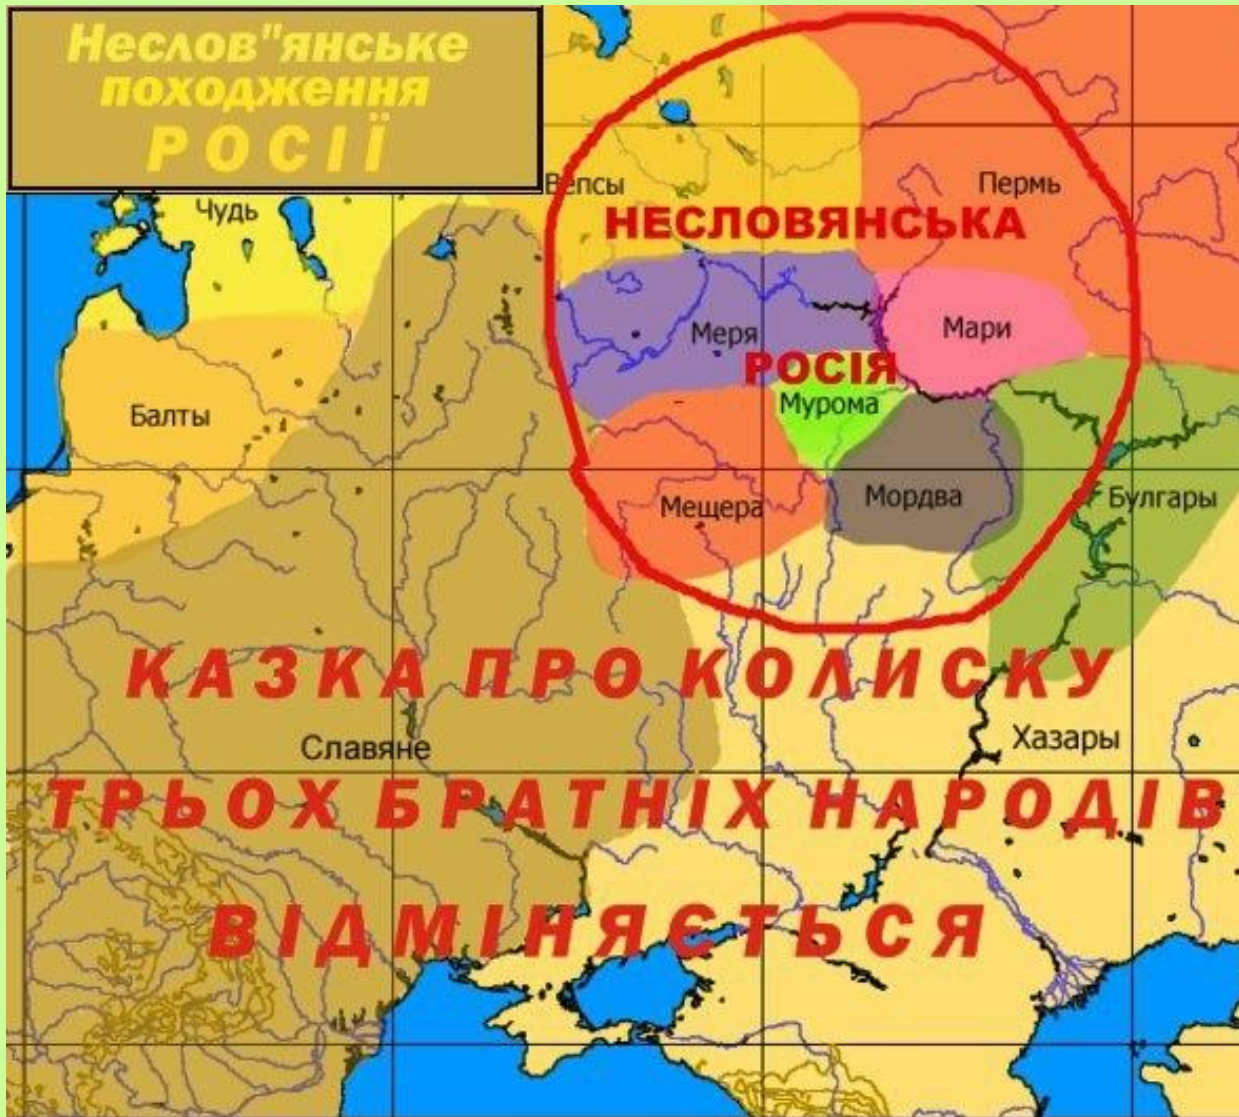 Неслов"янське
походження
РОСІЇ
Вепсы
Пермь
Чудь
НЕСЛОВЯНСЬКА
Меря
Мари
РОСІЯ
Балты
Мурома
Мещера
Мордва
Булгары
КАЗКА ПРО КОЛИСКУ
Славяне
Хазары
ТРЬОХ БРАТНІХ НАРОДІВ
ВІДМІНЯЄТЬСЯ